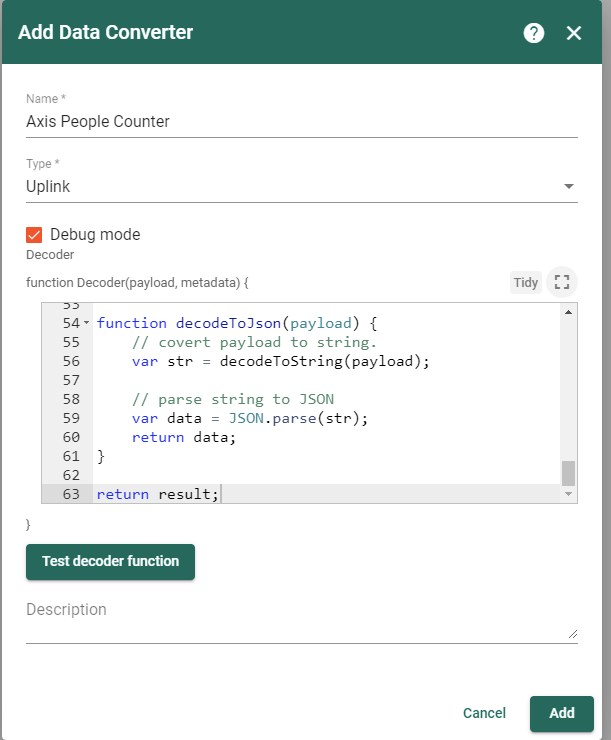 Add Data Converter
?
Name *
Axis People Counter
Type *
Uplink
Debug mode
Decoder
function Decoder(payload, metadata) {
Tidy
53
54 function decodeToJson(payload) {
55 // covert payload to string.
56 var str = decodeToString(payload);
57
58 // parse string to JSON
59 var data = JSON.parse(str);
60 return data;
61 }
62
63 return result;
}
Test decoder function
Description
Cancel
Add